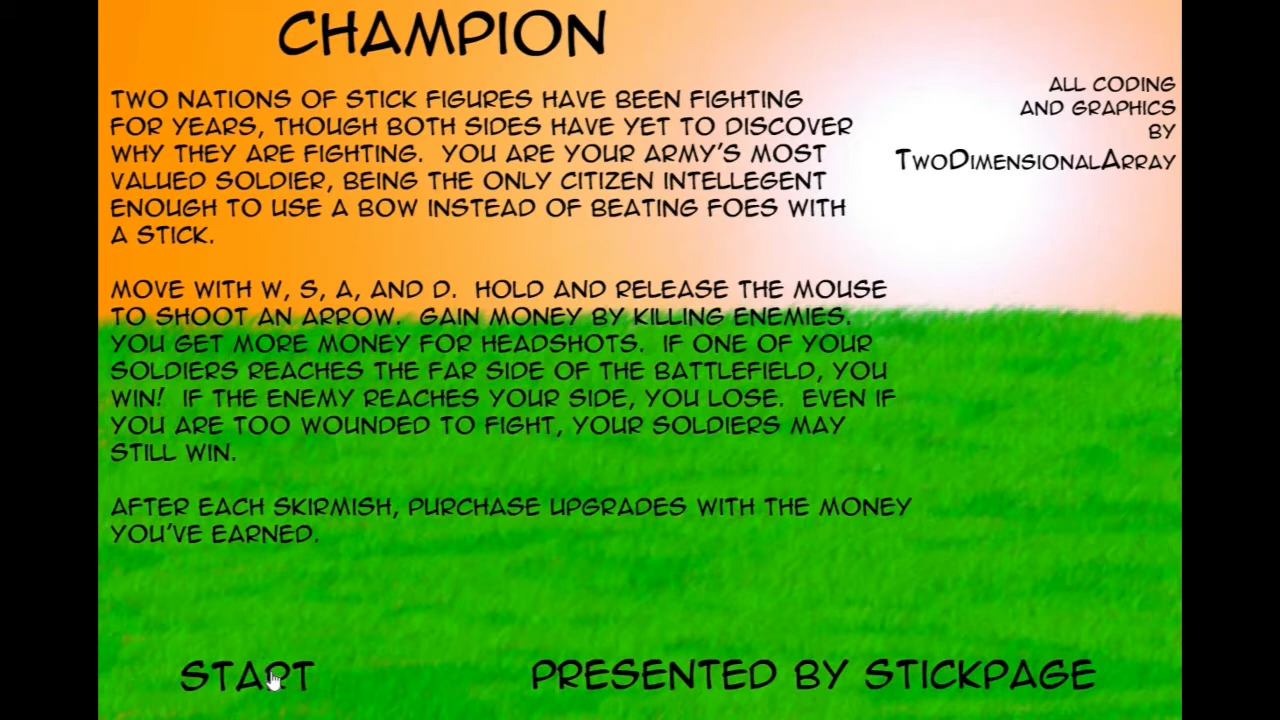 CHAMPION
ALL CODING
AND GRAPHICS
BY
TWODIMENSIONALARRAY
TWO NATIONS OF STICK FIGURES HAVE BEEN FIGHTING
FOR YEARS, THOUGH BOTH SIDES HAVE YET TO DISCOVER
WHY THEY ARE FIGHTING. YOU ARE YOUR ARMY'S MOST
VALUED SOLDIER, BEING THE ONLY CITIZEN INTELLEGENT
ENOUGH TO USE A BOW INSTEAD OF BEATING FOES WITH
A STICK.
MOVE WITH W, S, A, AND D. HOLD AND RELEASE THE MOUSE
TO SHOOT AN ARROW. GAIN MONEY BY KILLING ENEMIES.
YOU GET MORE MONEY FOR HEADSHOTS. IF ONE OF YOUR
SOLDIERS REACHES THE FAR SIDE OF THE BATTLEFIELD, YOU
WIN! IF THE ENEMY REACHES YOUR SIDE, YOU LOSE. EVEN IF
YOU ARE TOO WOUNDED TO FIGHT, YOUR SOLDIERS MAY
STILL WIN.
AFTER EACH SKIRMISH, PURCHASE UPGRADES WITH THE MONEY
YOU'VE EARNED.
START
PRESENTED BY STICKPAGE